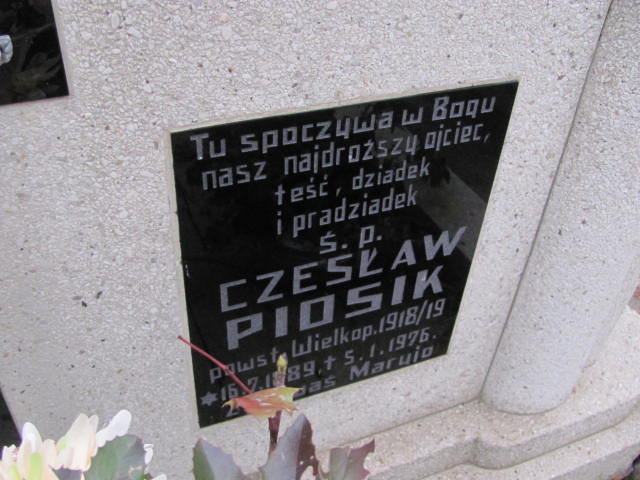 Tu spoczywa w Bogu
nasz najdroższy ojciec,
teść, dziadek
i pradziadek
ś. p.
CZESŁAW
PIOSIK
powst. Wielkop. 1918/19
* 16.7.1889. + 5.1.1976.
Maruio